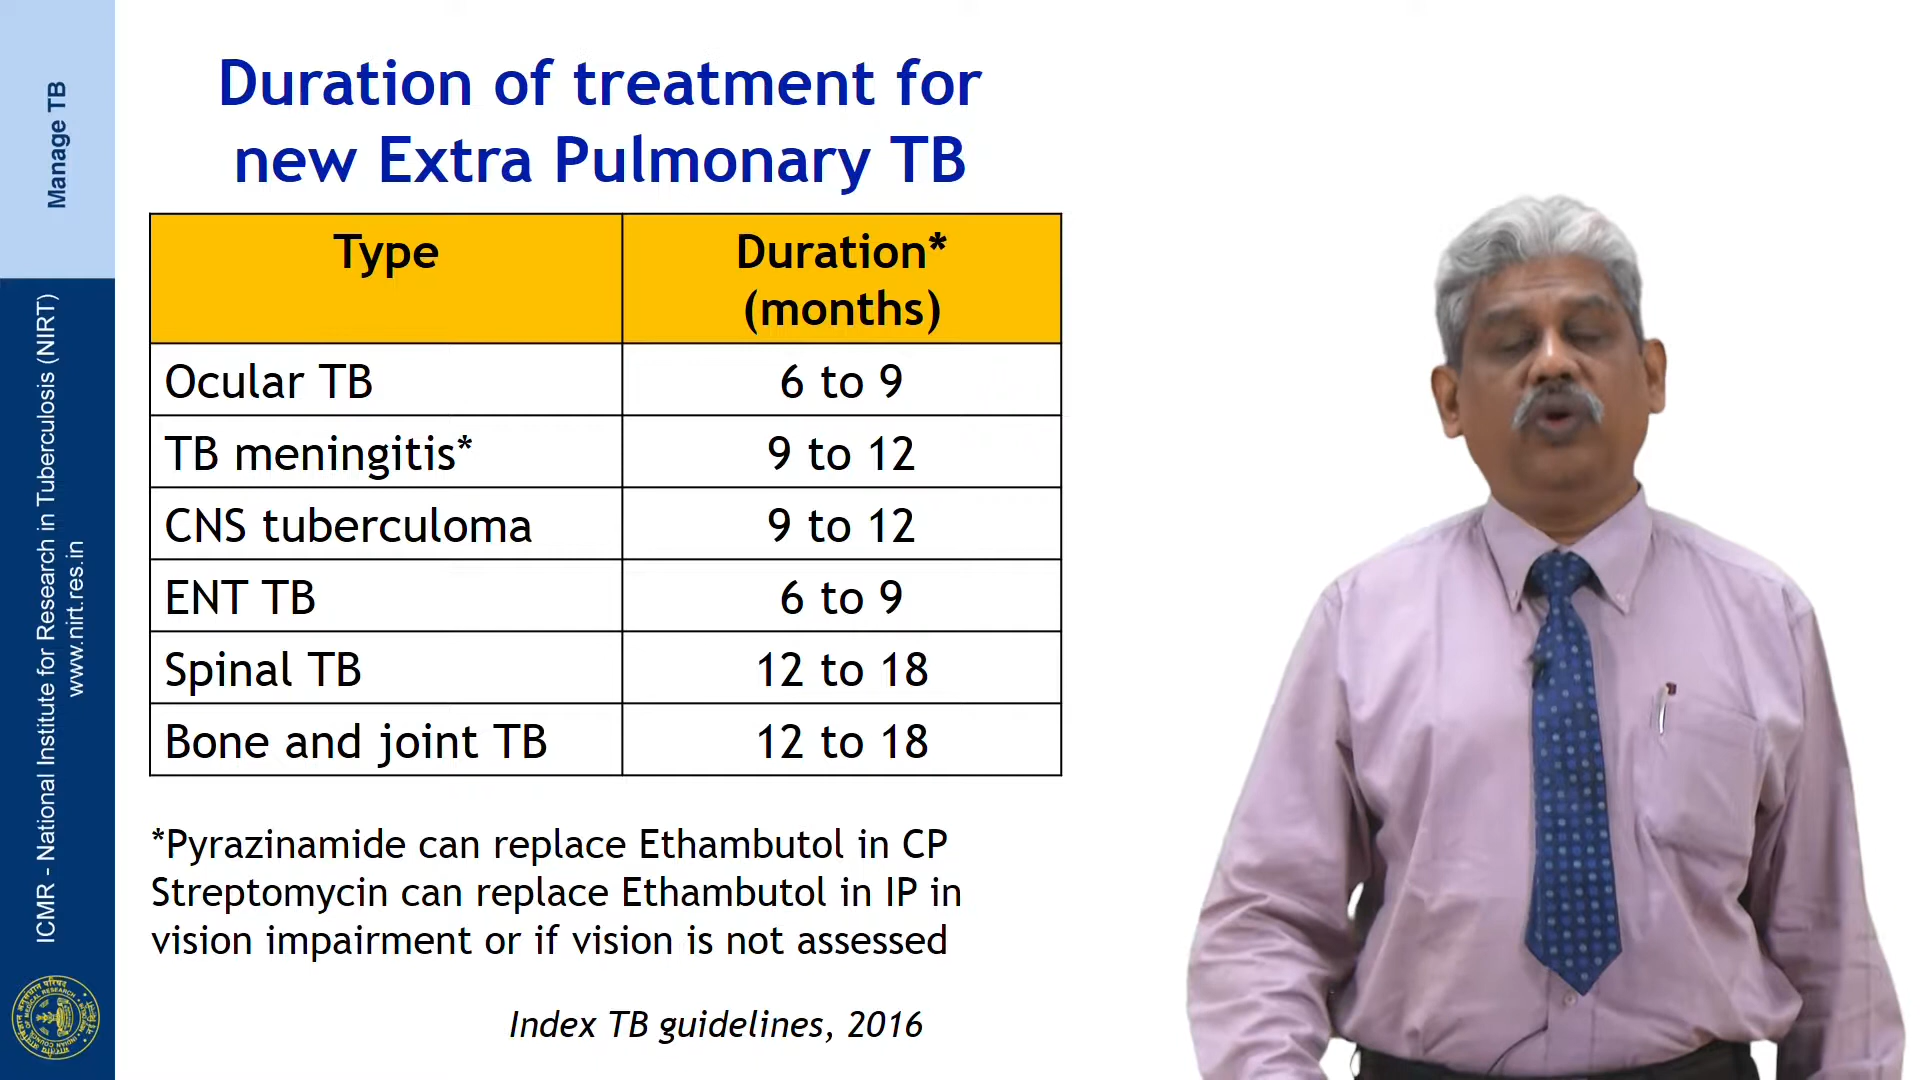 Manage TB
ICMR - National Institute for Research in Tuberculosis (NIRT)
www.nirt.res.in
Duration of treatment for
new Extra Pulmonary TB
Type
Duration*
(months)
Ocular TB
6 to 9
TB meningitis*
9 to 12
CNS tuberculoma
9 to 12
ENT TB
6 to 9
Spinal TB
12 to 18
Bone and joint TB
12 to 18
*Pyrazinamide can replace Ethambutol in CP
Streptomycin can replace Ethambutol in IP in
vision impairment or if vision is not assessed
Index TB guidelines, 2016